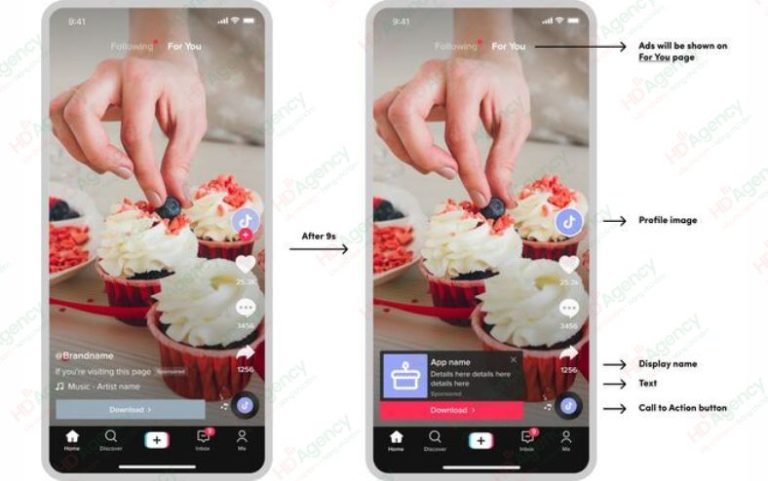 9:41
Following For You
25.3K
3456
1256
@Brandname
If you're visiting this page Sponsored
Music - Artist name
Download >
Home
Discover
9
Inbox
Me
After 9s
9:41
Following For You
25.3k
3456
1256
App name
Details here details here
details here
Sponsored
Download >
Home
Discover
9
Inbox
Me
Ads will be shown on
For You page
Profile image
Display name
Text
Call to Action button
HD Agency